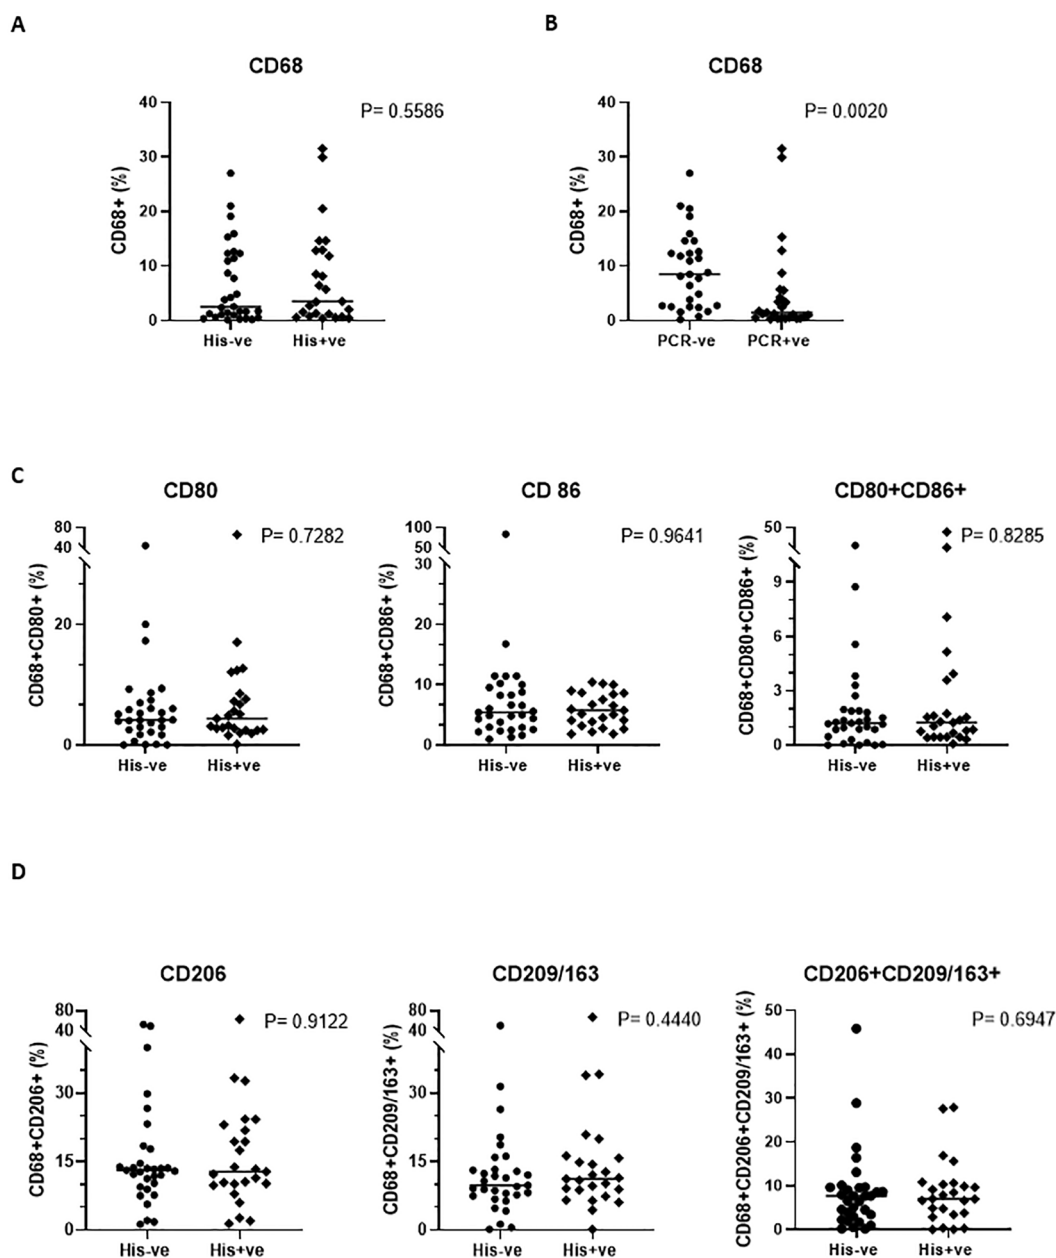 A
B
CD68
CD68
P= 0.5586
P= 0.0020
CD68+ (%)
40
30
20
10
0
His-ve
His+ve
CD68+ (%)
40
30
20
10
0
PCR-ve
PCR+ve
C
CD80
CD 86
CD80+CD86+
P= 0.7282
P= 0.9641
P= 0.8285
CD68+CD80+ (%)
80
40
20
0
His-ve
His+ve
CD68+CD86+ (%)
100
50
30
20
10
0
His-ve
His+ve
CD68+CD80+CD86+ (%)
50
9
6
3
0
His-ve
His+ve
D
CD206
CD209/163
CD206+CD209/163+
P= 0.9122
P= 0.4440
P= 0.6947
CD68+CD206+ (%)
80
40
30
15
0
His-ve
His+ve
CD68+CD209/163+ (%)
80
40
30
15
0
His-ve
His+ve
CD68+CD206+CD209/163+ (%)
50
40
30
20
10
0
His-ve
His+ve